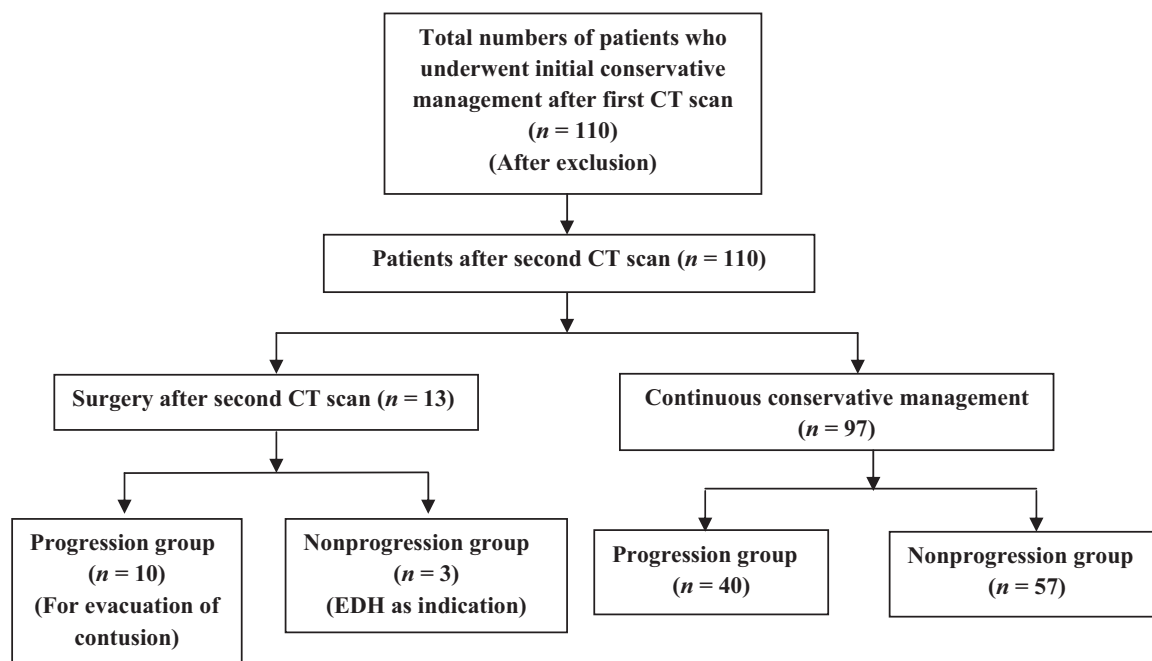 Total numbers of patients who
underwent initial conservative
management after first CT scan
(n = 110)
(After exclusion)
Patients after second CT scan (n = 110)
Surgery after second CT scan (n = 13)
Continuous conservative management
(n = 97)
Progression group
(n = 10)
(For evacuation of
contusion)
Nonprogression group
(n = 3)
(EDH as indication)
Progression group
(n = 40)
Nonprogression group
(n = 57)